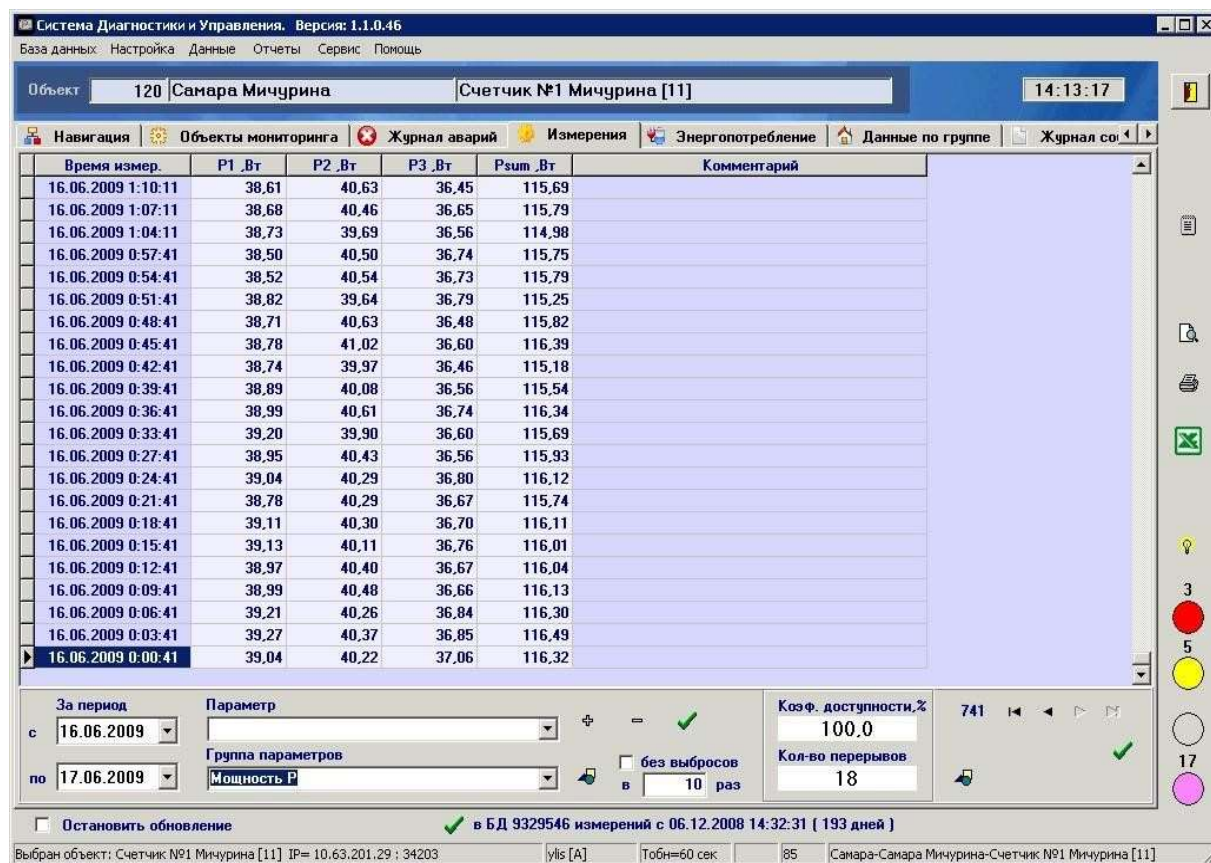 Система Диагностики и Управления. Версия: 1.1.0.46
База данных Настройка Данные Отчеты Сервис Помощь
Объект 120 Самара Мичурина Счетчик №1 Мичурина [11] 14:13:17
Навигация Объекты мониторинга Журнал аварий Измерения Энергопотребление Данные по группе Журнал соі
Время измер. P1 ,Вт P2 ,Вт P3 ,Вт Psum ,Вт Комментарий
16.06.2009 1:10:11 38,61 40,63 36,45 115,69
16.06.2009 1:07:11 38,68 40,46 36,65 115,79
16.06.2009 1:04:11 38,73 39,69 36,56 114,98
16.06.2009 0:57:41 38,50 40,50 36,74 115,75
16.06.2009 0:54:41 38,52 40,54 36,73 115,79
16.06.2009 0:51:41 38,82 39,64 36,79 115,25
16.06.2009 0:48:41 38,71 40,63 36,48 115,82
16.06.2009 0:45:41 38,78 41,02 36,60 116,39
16.06.2009 0:42:41 38,74 39,97 36,46 115,18
16.06.2009 0:39:41 38,89 40,08 36,56 115,54
16.06.2009 0:36:41 38,99 40,61 36,74 116,34
16.06.2009 0:33:41 39,20 39,90 36,60 115,69
16.06.2009 0:27:41 38,95 40,43 36,56 115,93
16.06.2009 0:24:41 39,04 40,29 36,80 116,12
16.06.2009 0:21:41 38,78 40,29 36,67 115,74
16.06.2009 0:18:41 39,11 40,30 36,70 116,11
16.06.2009 0:15:41 39,13 40,11 36,76 116,01
16.06.2009 0:12:41 38,97 40,40 36,67 116,04
16.06.2009 0:09:41 38,99 40,48 36,66 116,13
16.06.2009 0:06:41 39,21 40,26 36,84 116,30
16.06.2009 0:03:41 39,27 40,37 36,85 116,49
16.06.2009 0:00:41 39,04 40,22 37,06 116,32
3
5
17
За период Параметр Коэф. доступности,% 741
с 16.06.2009 100,0
Группа параметров без выбросов Кол-во перерывов
по 17.06.2009 Мощность P в 10 раз 18
Остановить обновление в БД 9329546 измерений с 06.12.2008 14:32:31 ( 193 дней )
Выбран объект: Счетчик №1 Мичурина [11] IP= 10.63.201.29 : 34203 ylis [A] Тобн=60 сек 85 Самара-Самара Мичурина-Счетчик №1 Мичурина [11]